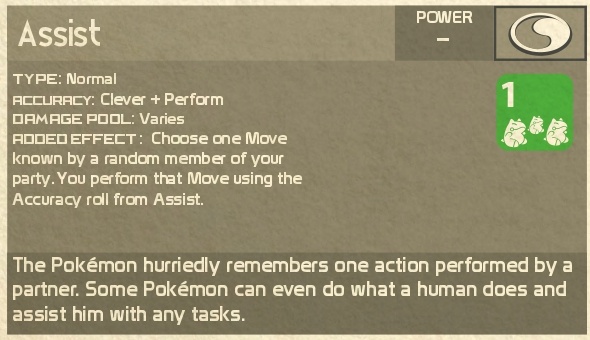 Assist
POWER
–
TYPE: Normal
ACCURACY: Clever + Perform
DAMAGE POOL: Varies
ADDED EFFECT: Choose one Move
known by a random member of your
party. You perform that Move using the
Accuracy roll from Assist.
1
The Pokémon hurriedly remembers one action performed by a
partner. Some Pokémon can even do what a human does and
assist him with any tasks.